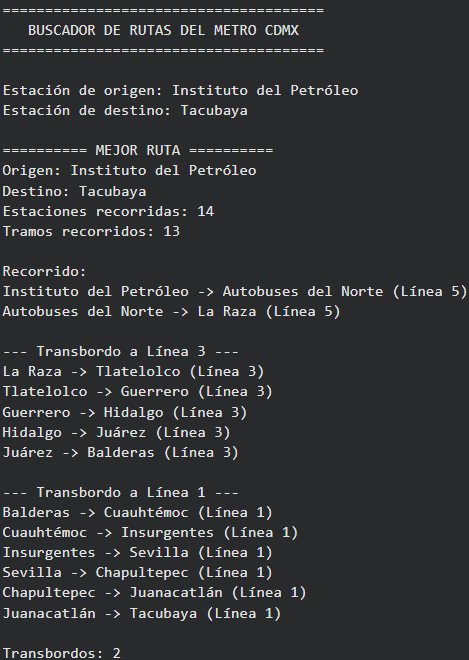 =====================================
BUSCADOR DE RUTAS DEL METRO CDMX
=====================================
Estación de origen: Instituto del Petróleo
Estación de destino: Tacubaya
========== MEJOR RUTA ==========
Origen: Instituto del Petróleo
Destino: Tacubaya
Estaciones recorridas: 14
Tramos recorridos: 13
Recorrido:
Instituto del Petróleo -> Autobuses del Norte (Línea 5)
Autobuses del Norte -> La Raza (Línea 5)
--- Transbordo a Línea 3 ---
La Raza -> Tlatelolco (Línea 3)
Tlatelolco -> Guerrero (Línea 3)
Guerrero -> Hidalgo (Línea 3)
Hidalgo -> Juárez (Línea 3)
Juárez -> Balderas (Línea 3)
--- Transbordo a Línea 1 ---
Balderas -> Cuauhtémoc (Línea 1)
Cuauhtémoc -> Insurgentes (Línea 1)
Insurgentes -> Sevilla (Línea 1)
Sevilla -> Chapultepec (Línea 1)
Chapultepec -> Juanacatlán (Línea 1)
Juanacatlán -> Tacubaya (Línea 1)
Transbordos: 2